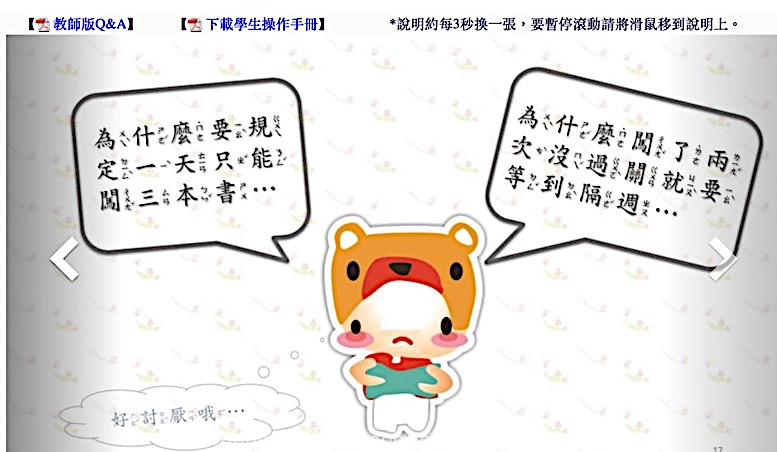 【教師版Q&A】 【下載學生操作手冊】 *說明約每3秒換一張，要暫停滾動請將滑鼠移到說明上。
為什麼要規
定一天只能
闖三本書…
為什麼闖了兩
次沒過關就要
等到隔週…
好討厭哦…
17